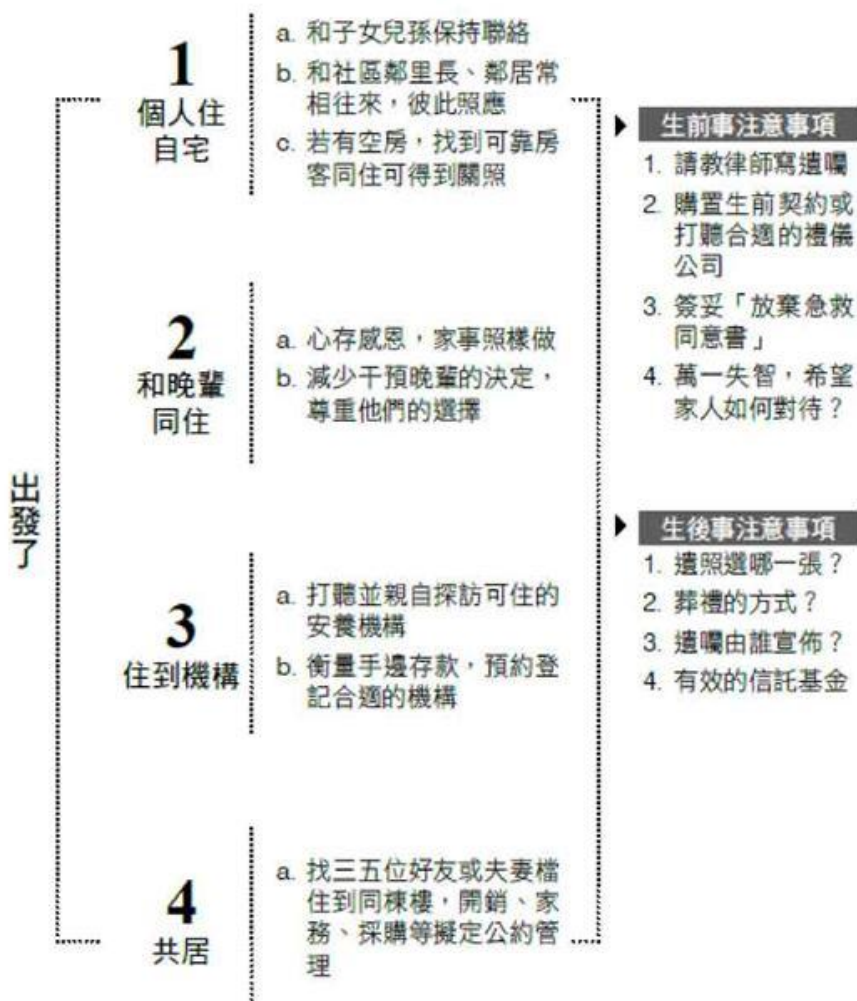 出發了
1
個人住
自宅
a. 和子女兒孫保持聯絡
b. 和社區鄰里長、鄰居常
相往來，彼此照應
c. 若有空房，找到可靠房
客同住可得到關照
2
和晚輩
同住
a. 心存感恩，家事照樣做
b. 減少干預晚輩的決定，
尊重他們的選擇
3
住到機構
a. 打聽並親自探訪可住的
安養機構
b. 衡量手邊存款，預約登
記合適的機構
4
共居
a. 找三五位好友或夫妻檔
住到同棟樓，開銷、家
務、採購等擬定公約管
理
生前事注意事項
1. 請教律師寫遺囑
2. 購置生前契約或
打聽合適的禮儀
公司
3. 簽妥「放棄急救
同意書」
4. 萬一失智，希望
家人如何對待？
生後事注意事項
1. 遺照選哪一張？
2. 葬禮的方式？
3. 遺囑由誰宣佈？
4. 有效的信託基金